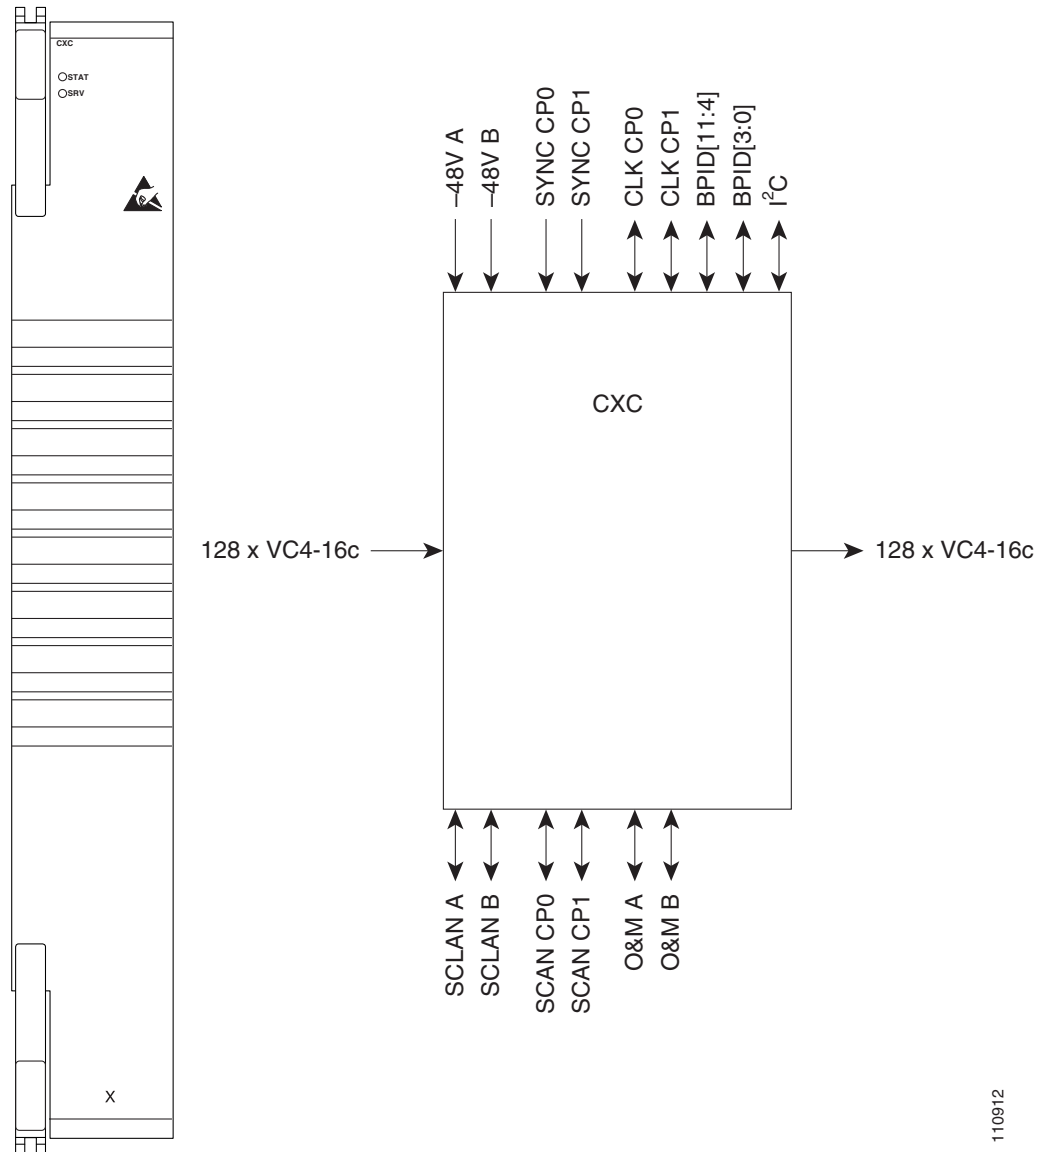 CXC
STAT
SRV
–48V A
–48V B
SYNC CP0
SYNC CP1
CLK CP0
CLK CP1
BPID[11:4]
BPID[3:0]
I²C
CXC
128 x VC4-16c
128 x VC4-16c
SCLAN A
SCLAN B
SCAN CP0
SCAN CP1
O&M A
O&M B
X
110912